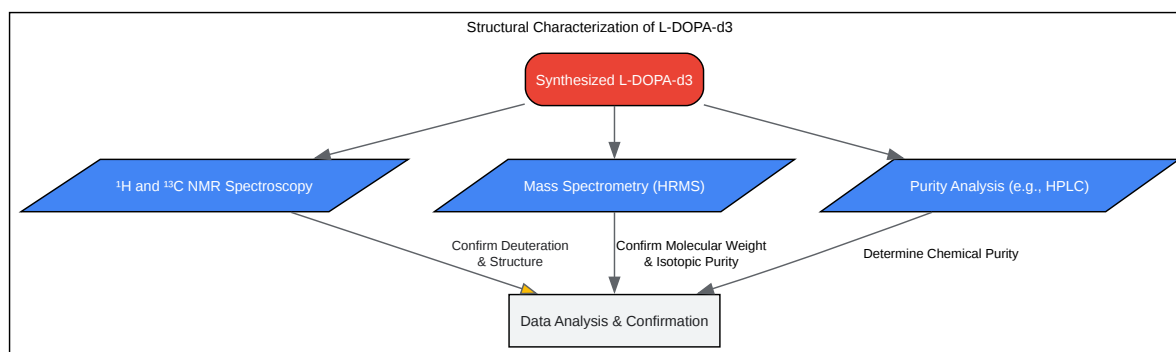 Structural Characterization of L-DOPA-d3
Synthesized L-DOPA-d3
¹H and ¹³C NMR Spectroscopy
Mass Spectrometry (HRMS)
Purity Analysis (e.g., HPLC)
Confirm Deuteration
& Structure
Confirm Molecular Weight
& Isotopic Purity
Determine Chemical Purity
Data Analysis & Confirmation